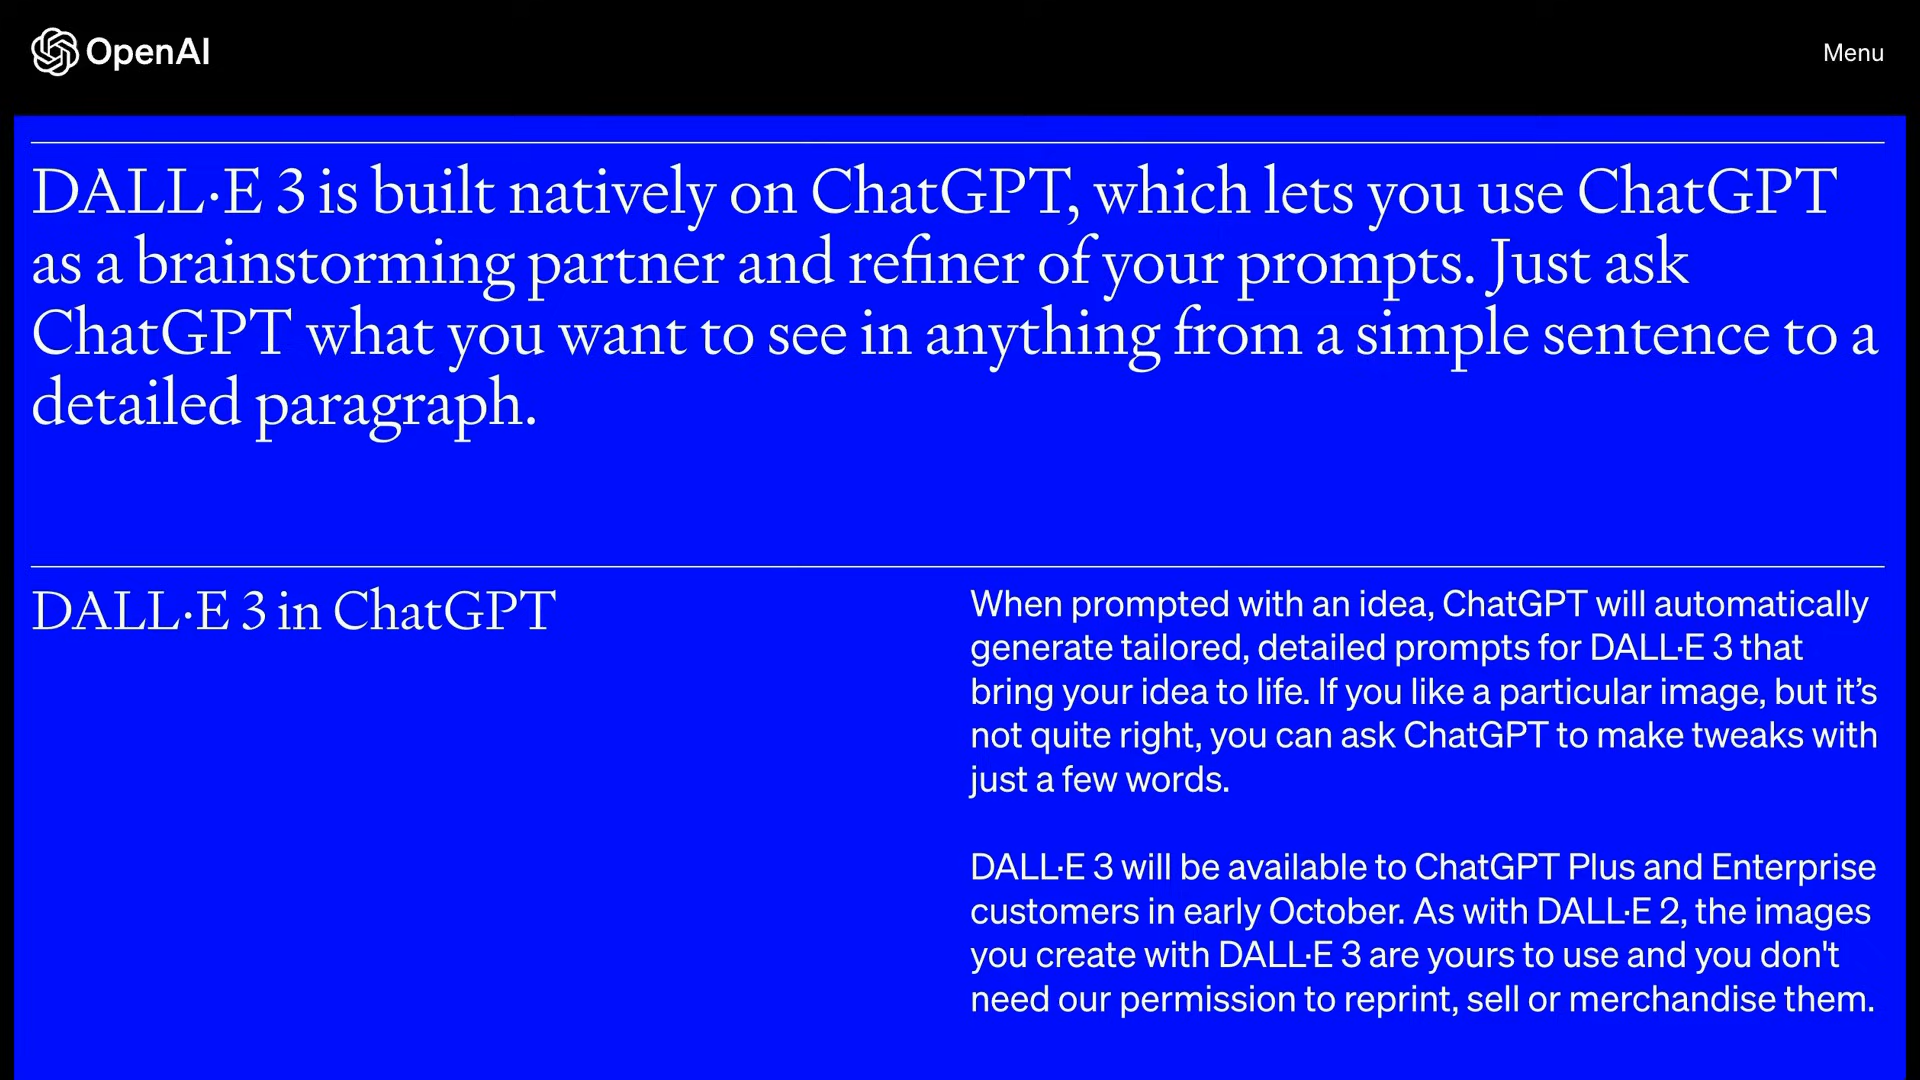 OpenAI
Menu
DALL·E 3 is built natively on ChatGPT, which lets you use ChatGPT
as a brainstorming partner and refiner of your prompts. Just ask
ChatGPT what you want to see in anything from a simple sentence to a
detailed paragraph.
DALL·E 3 in ChatGPT
When prompted with an idea, ChatGPT will automatically
generate tailored, detailed prompts for DALL·E 3 that
bring your idea to life. If you like a particular image, but it’s
not quite right, you can ask ChatGPT to make tweaks with
just a few words.
DALL·E 3 will be available to ChatGPT Plus and Enterprise
customers in early October. As with DALL·E 2, the images
you create with DALL·E 3 are yours to use and you don't
need our permission to reprint, sell or merchandise them.